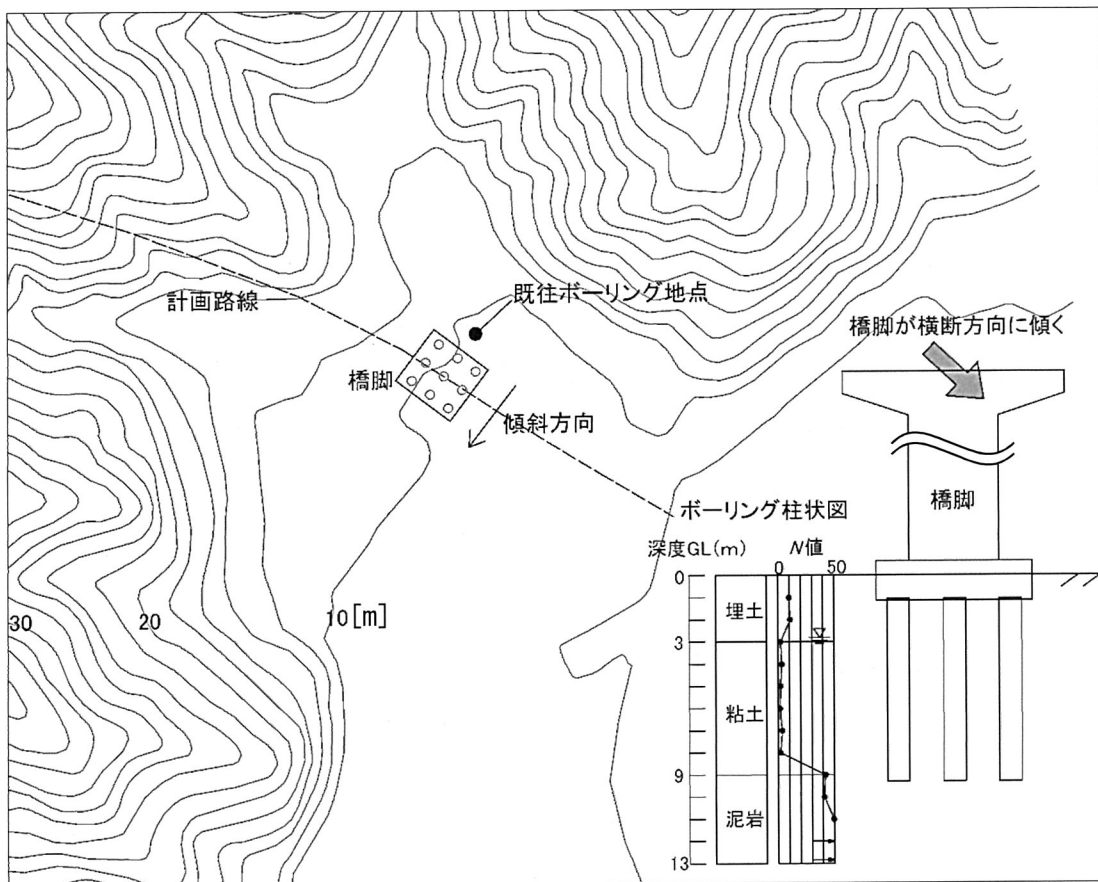 計画路線
既往ボーリング地点
橋脚が横断方向に傾く
橋脚
傾斜方向
橋脚
ボーリング柱状図
深度GL(m) N値
0 50
0
埋土
3
粘土
9
泥岩
13
30
20
10[m]